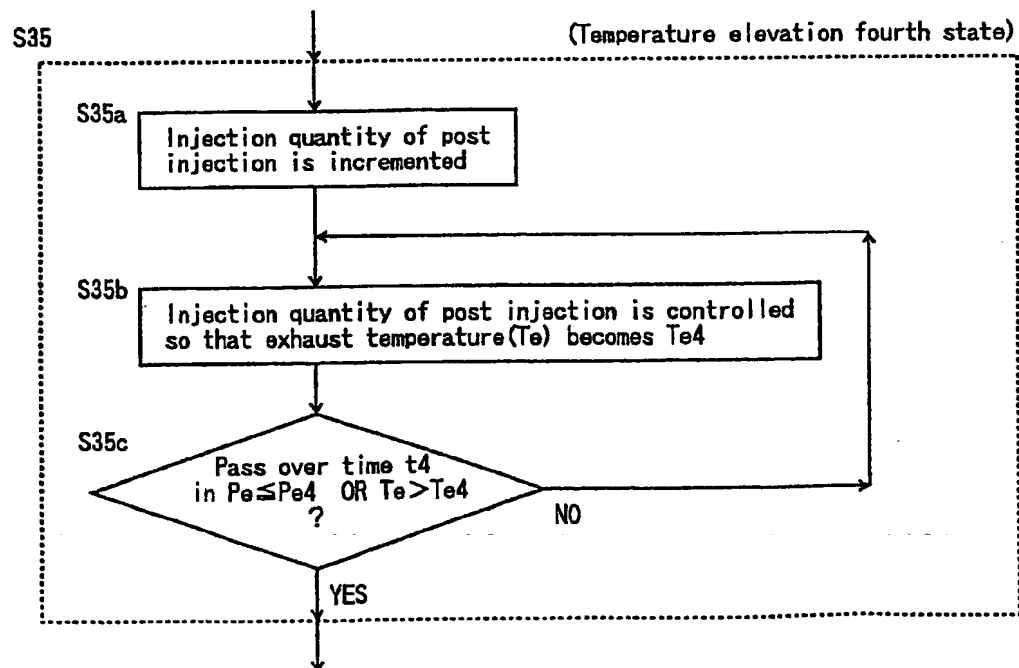 S35
(Temperature elevation fourth state)
S35a
Injection quantity of post
injection is incremented
S35b
Injection quantity of post injection is controlled
so that exhaust temperature(Te) becomes Te4
S35c
Pass over time t4
in Pe≦Pe4 OR Te>Te4
?
NO
YES